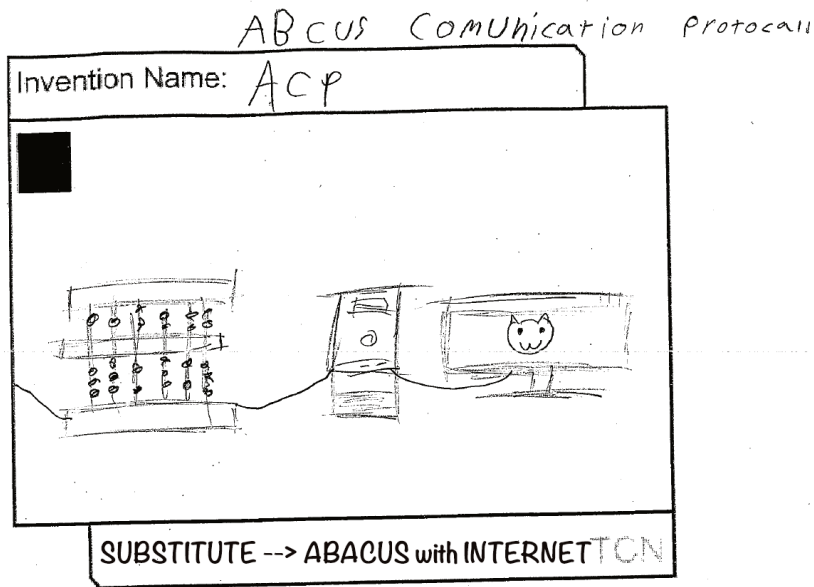 ABCUS Comunication Protocall
Invention Name: ACP
SUBSTITUTE --> ABACUS with INTERNET TCN